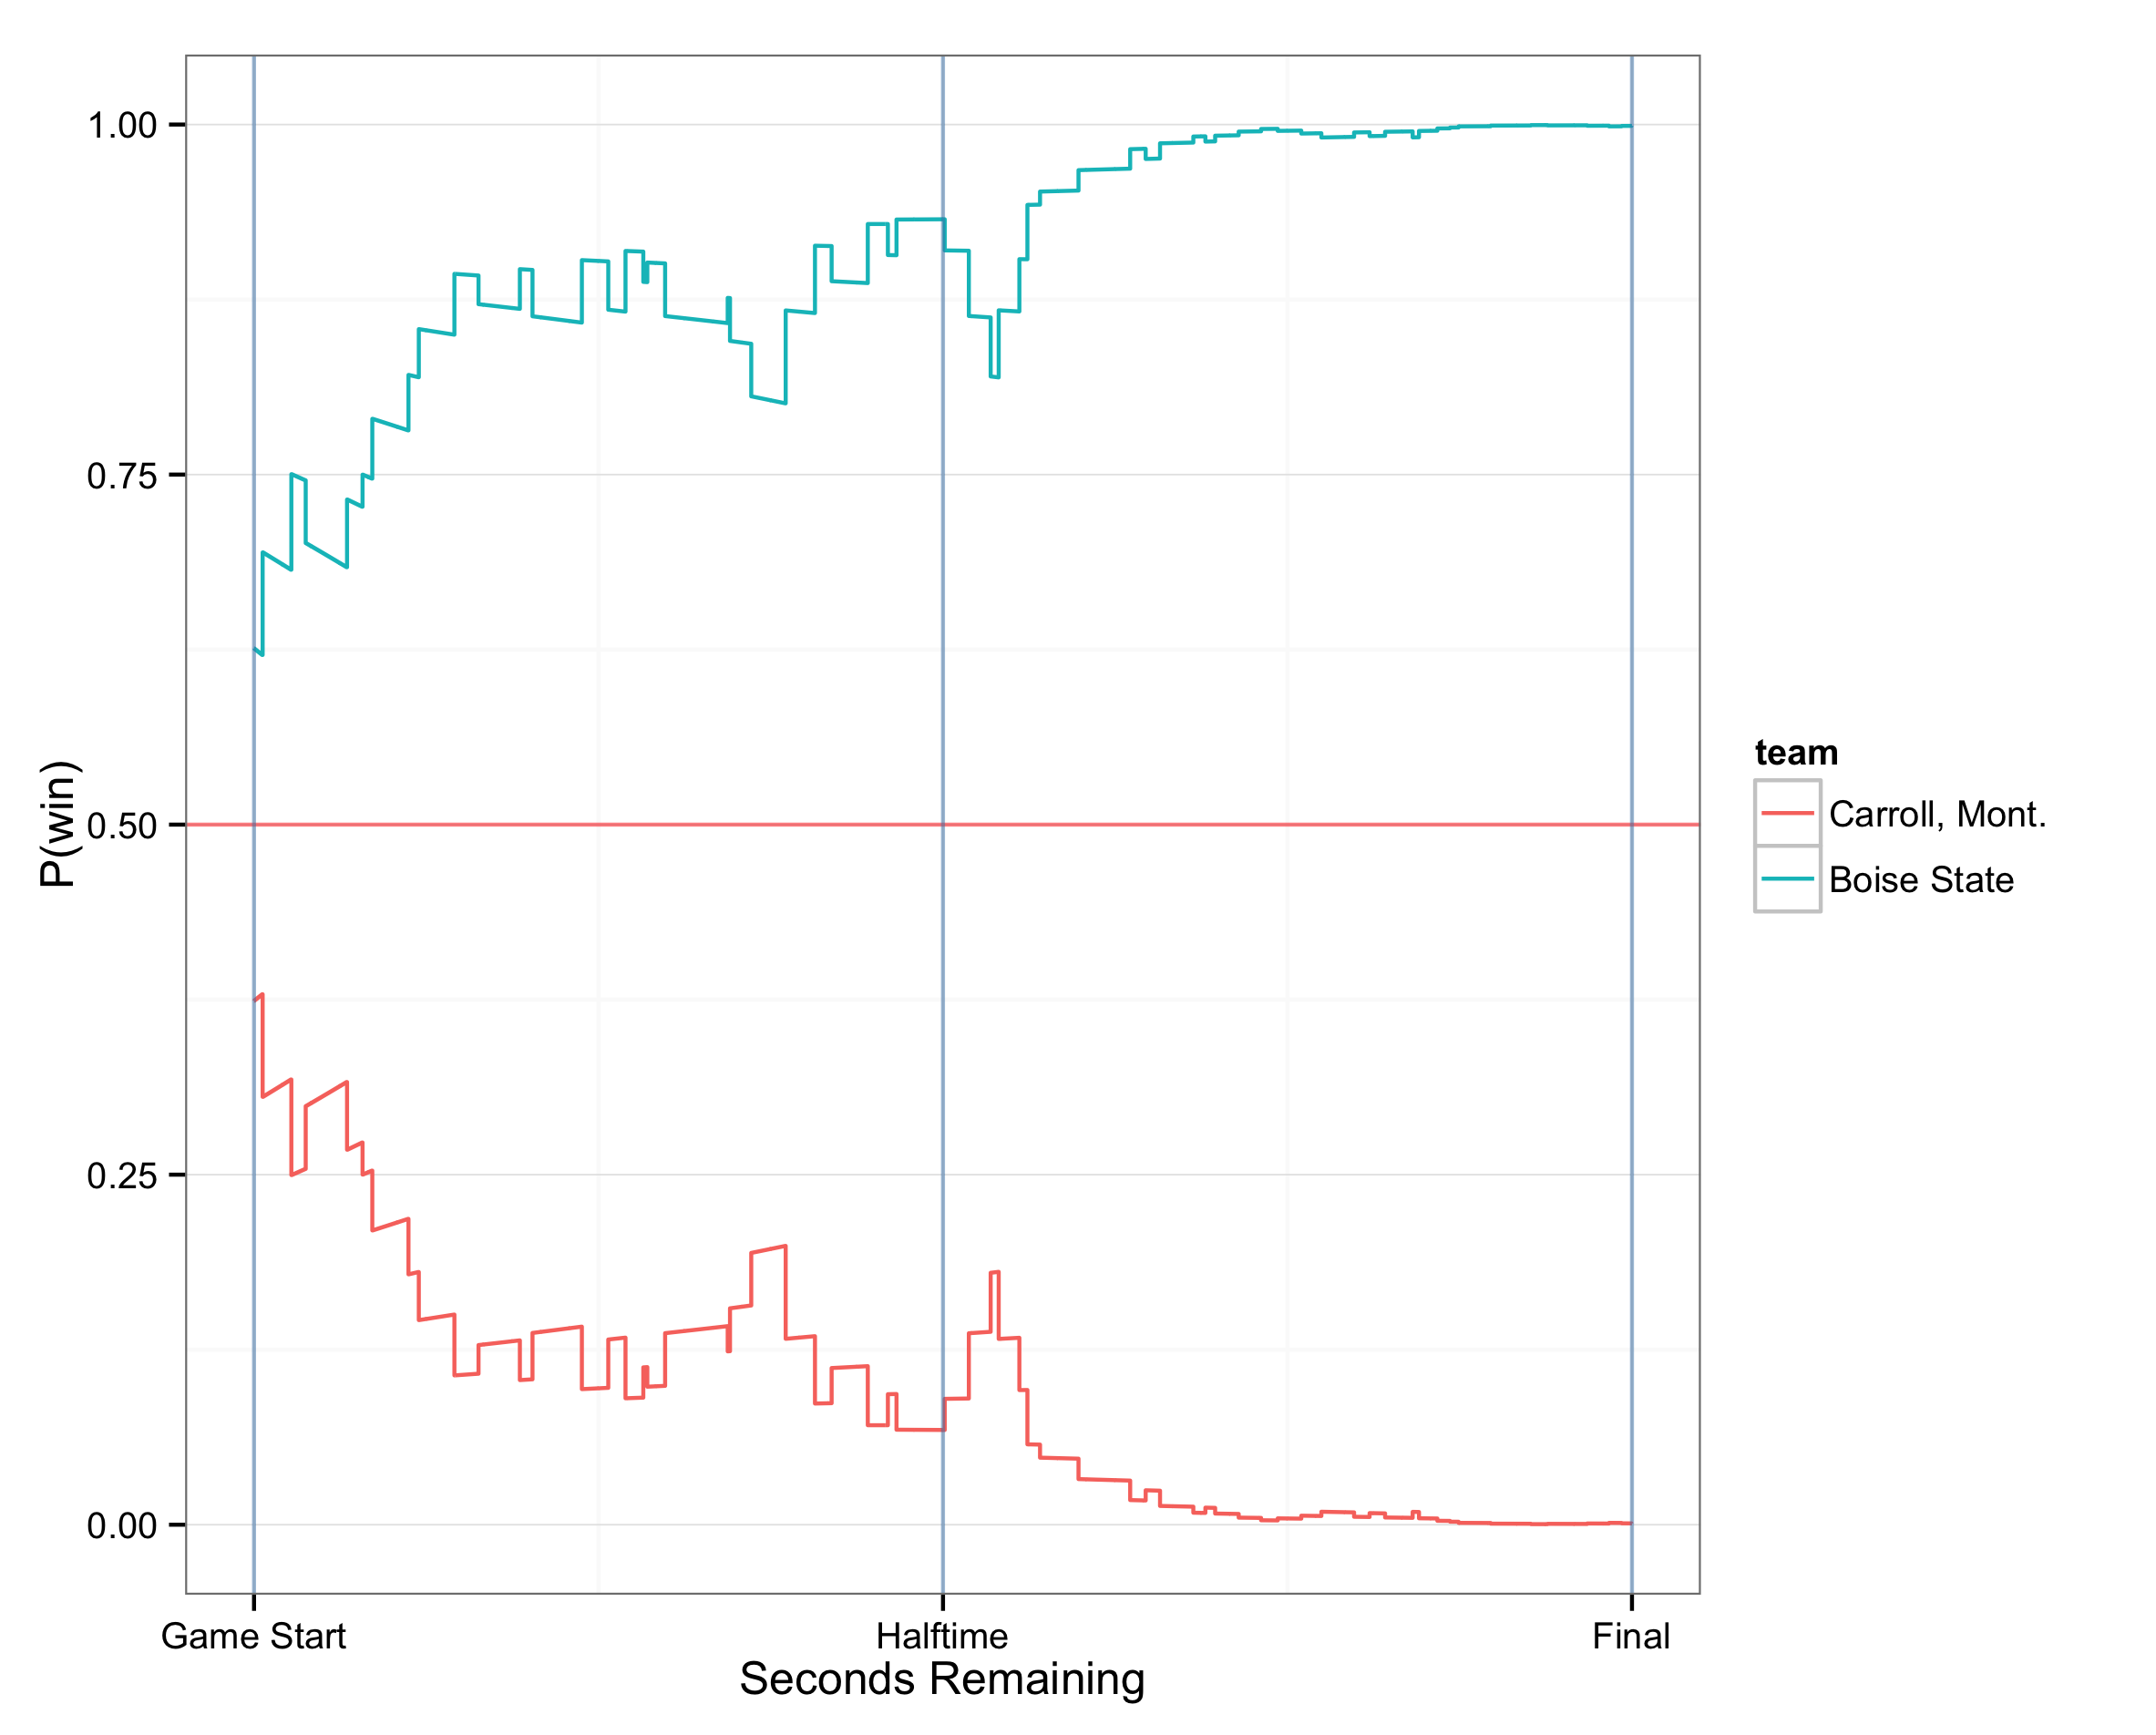 1.00
0.75
0.50
0.25
0.00
P(win)
Game Start
Halftime
Final
Seconds Remaining
team
Carroll, Mont.
Boise State